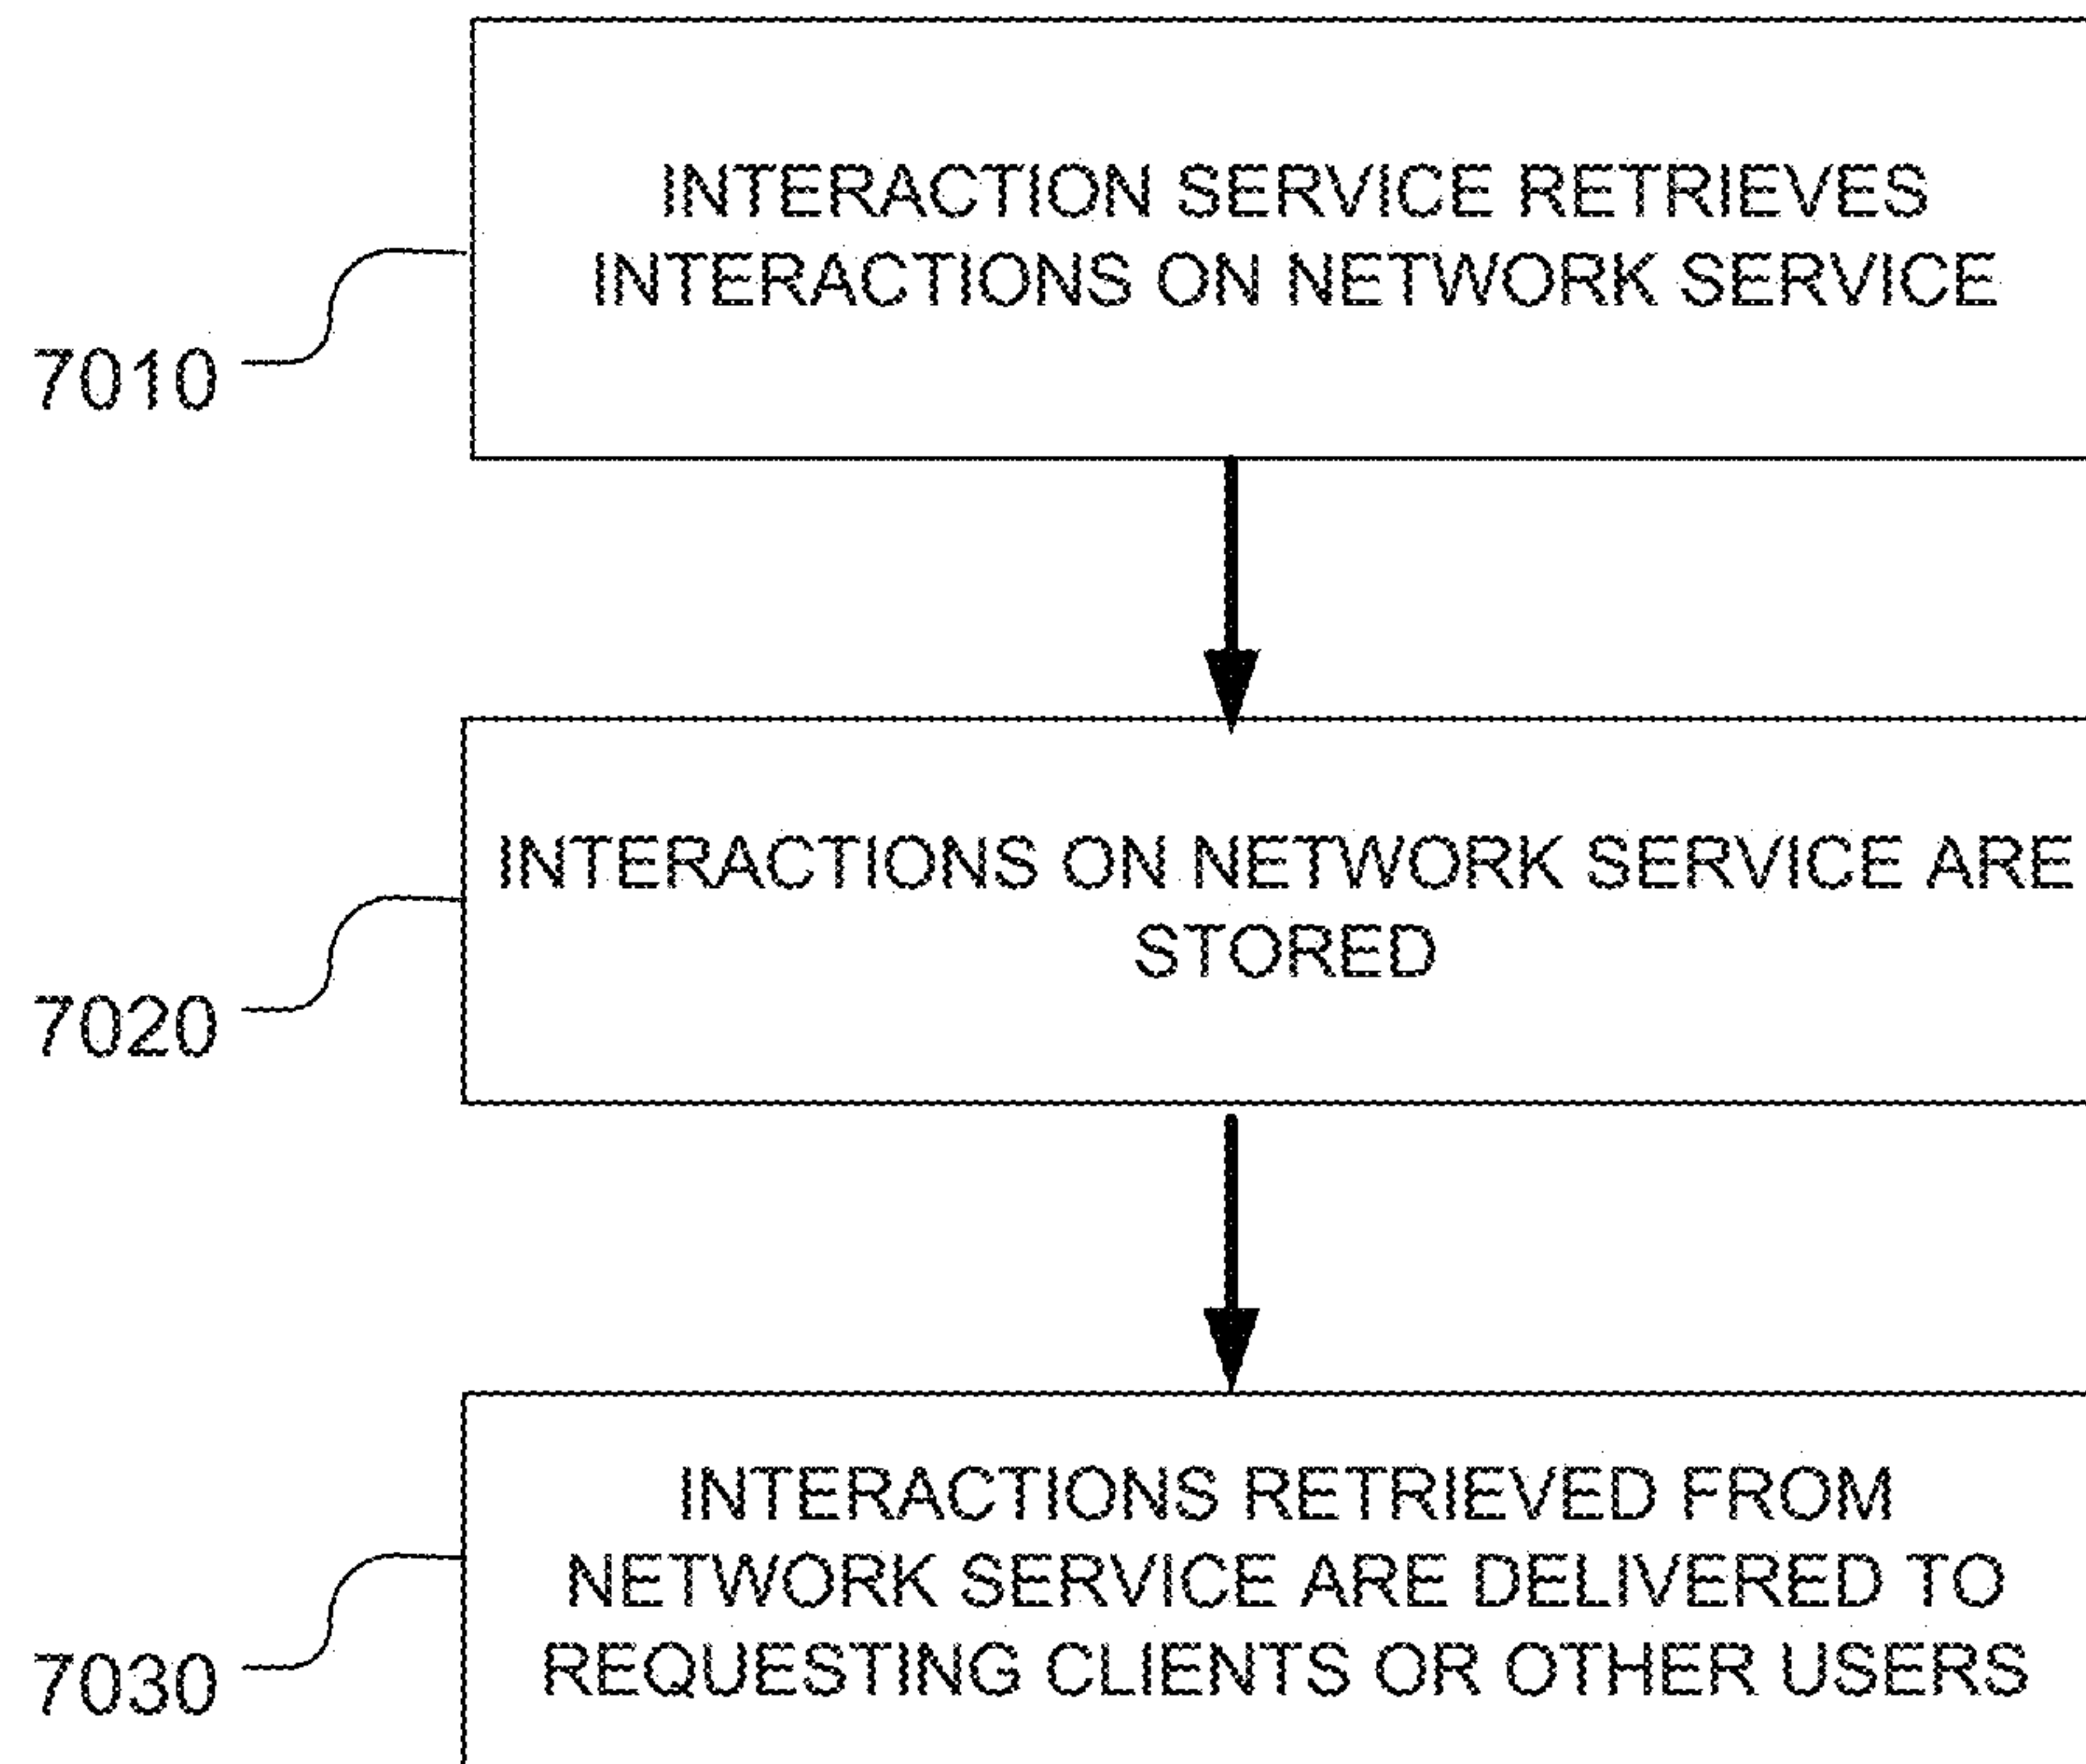 INTERACTION SERVICE RETRIEVES
INTERACTIONS ON NETWORK SERVICE
7010
INTERACTIONS ON NETWORK SERVICE ARE
STORED
7020
INTERACTIONS RETRIEVED FROM
NETWORK SERVICE ARE DELIVERED TO
REQUESTING CLIENTS OR OTHER USERS
7030